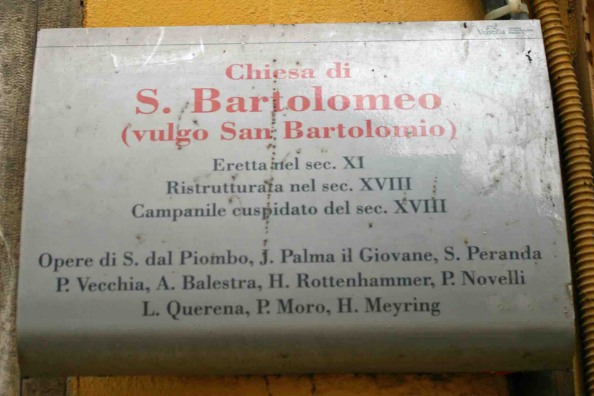 Venezia
Chiesa di
S. Bartolomeo
(vulgo San Bartolomio)
Eretta nel sec. XI
Ristrutturata nel sec. XVIII
Campanile cuspidato del sec. XVIII
Opere di S. dal Piombo, J. Palma il Giovane, S. Peranda
P. Vecchia, A. Balestra, H. Rottenhammer, P. Novelli
L. Querena, P. Moro, H. Meyring